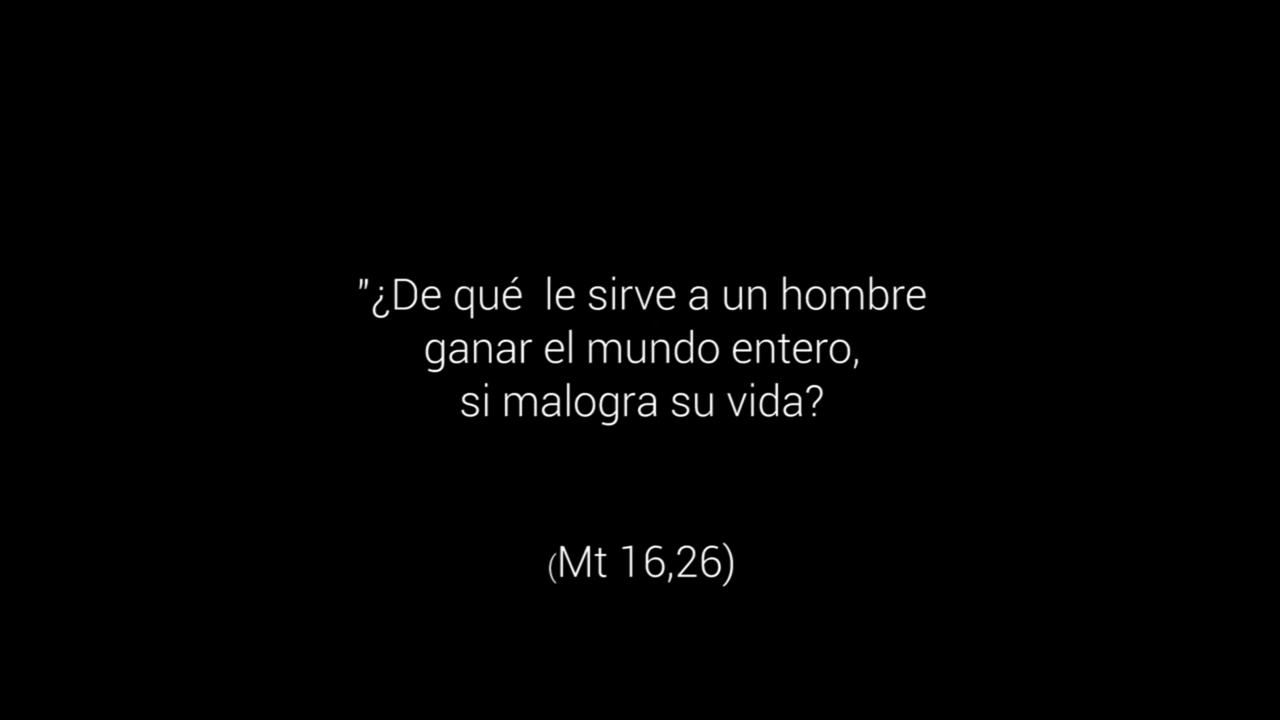 "¿De qué  le sirve a un hombre
ganar el mundo entero,
si malogra su vida?
(Mt 16,26)